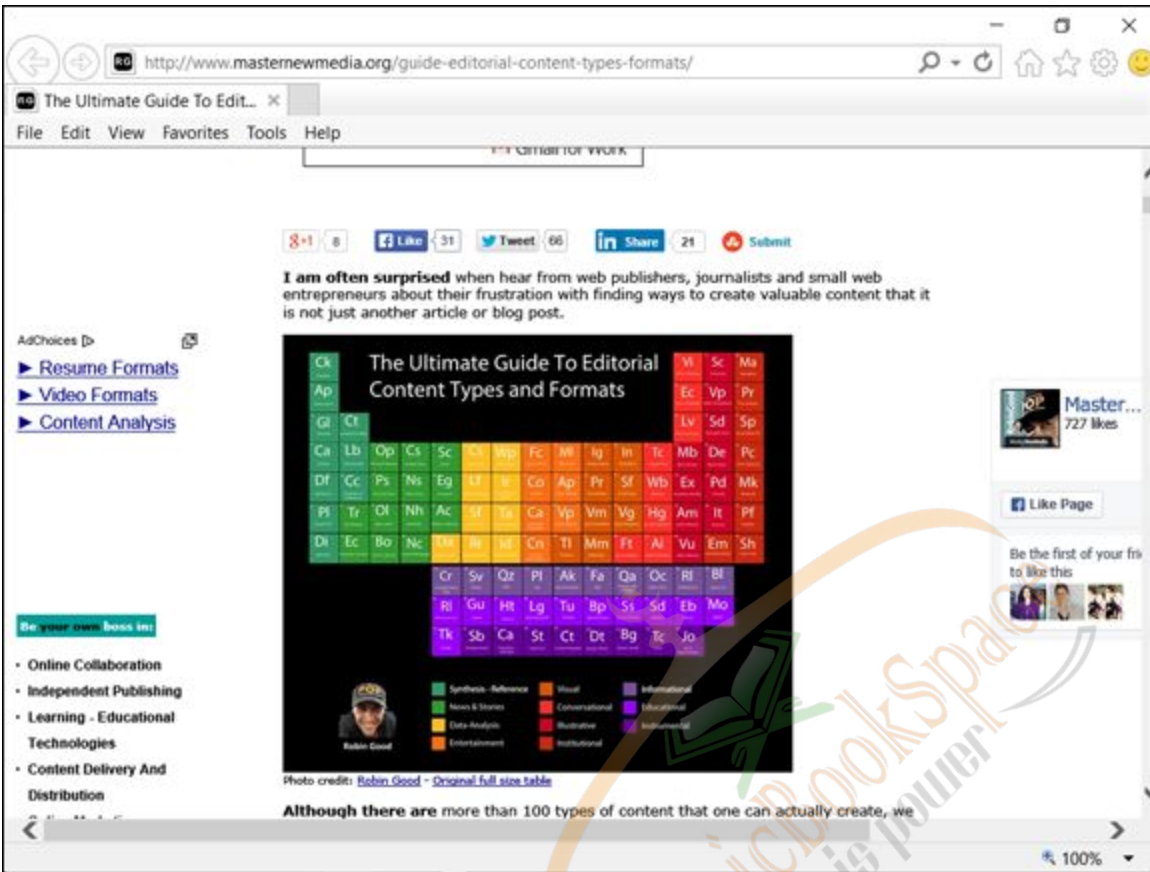 http://www.masternewmedia.org/guide-editorial-content-types-formats/
The Ultimate Guide To Edit...
File Edit View Favorites Tools Help
Gmail for Work
g+1 8 Like 31 Tweet 66 in Share 21 Submit
I am often surprised when hear from web publishers, journalists and small web
entrepreneurs about their frustration with finding ways to create valuable content that it
is not just another article or blog post.
AdChoices
Resume Formats
Video Formats
Content Analysis
Be your own boss in:
• Online Collaboration
• Independent Publishing
• Learning - Educational
Technologies
• Content Delivery And
Distribution
The Ultimate Guide To Editorial
Content Types and Formats
Ck Vi Sc Ma
Ap Ec Vp Pr
Gl Ct Lv Sd Sp
Ca Lb Op Cs Sc Fc In Tc Mb De Pc
Df Cc Ps Ns Eg Co Ap Pr Sf Wb Ex Pd Mk
Pl Tr Ol Nh Ac Ca Vp Vm Vg Hg Am It Pf
Di Ec Bo Nc Cn Tl Mm Ft Al Vu Em Sh
Cr Sv Qz Pl Ak Fa Qa Oc Rl Bl
Rl Gu Ht Lg Tu Bp Ss Sd Eb Mo
Tk Sb Ca St Ct Dt Bg Tc Jo
Synthesis - Reference Visual Informational
News & Stories Conversational Educational
Data-Analysis Illustrative Instrumental
Entertainment Institutional
POP
Robin Good
Photo credit: Robin Good - Original full size table
Although there are more than 100 types of content that one can actually create, we
Master...
727 likes
Like Page
Be the first of your
to like this
100%
is power